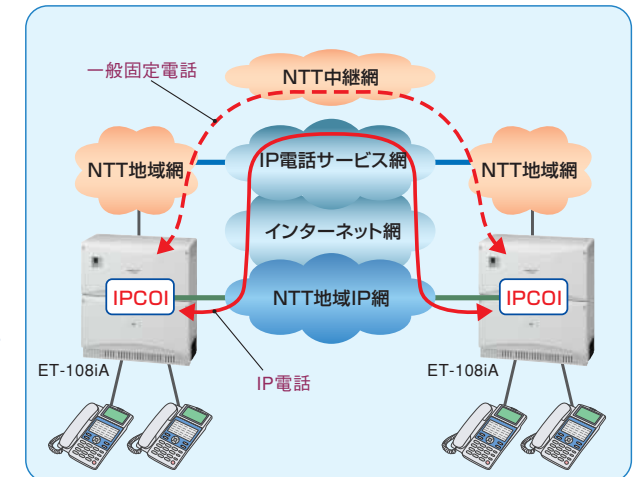 一般固定電話
NTT中継網
NTT地域網
IP電話サービス網
NTT地域網
インターネット網
IPCOI
NTT地域IP網
IPCOI
ET-108iA
IP電話
ET-108iA